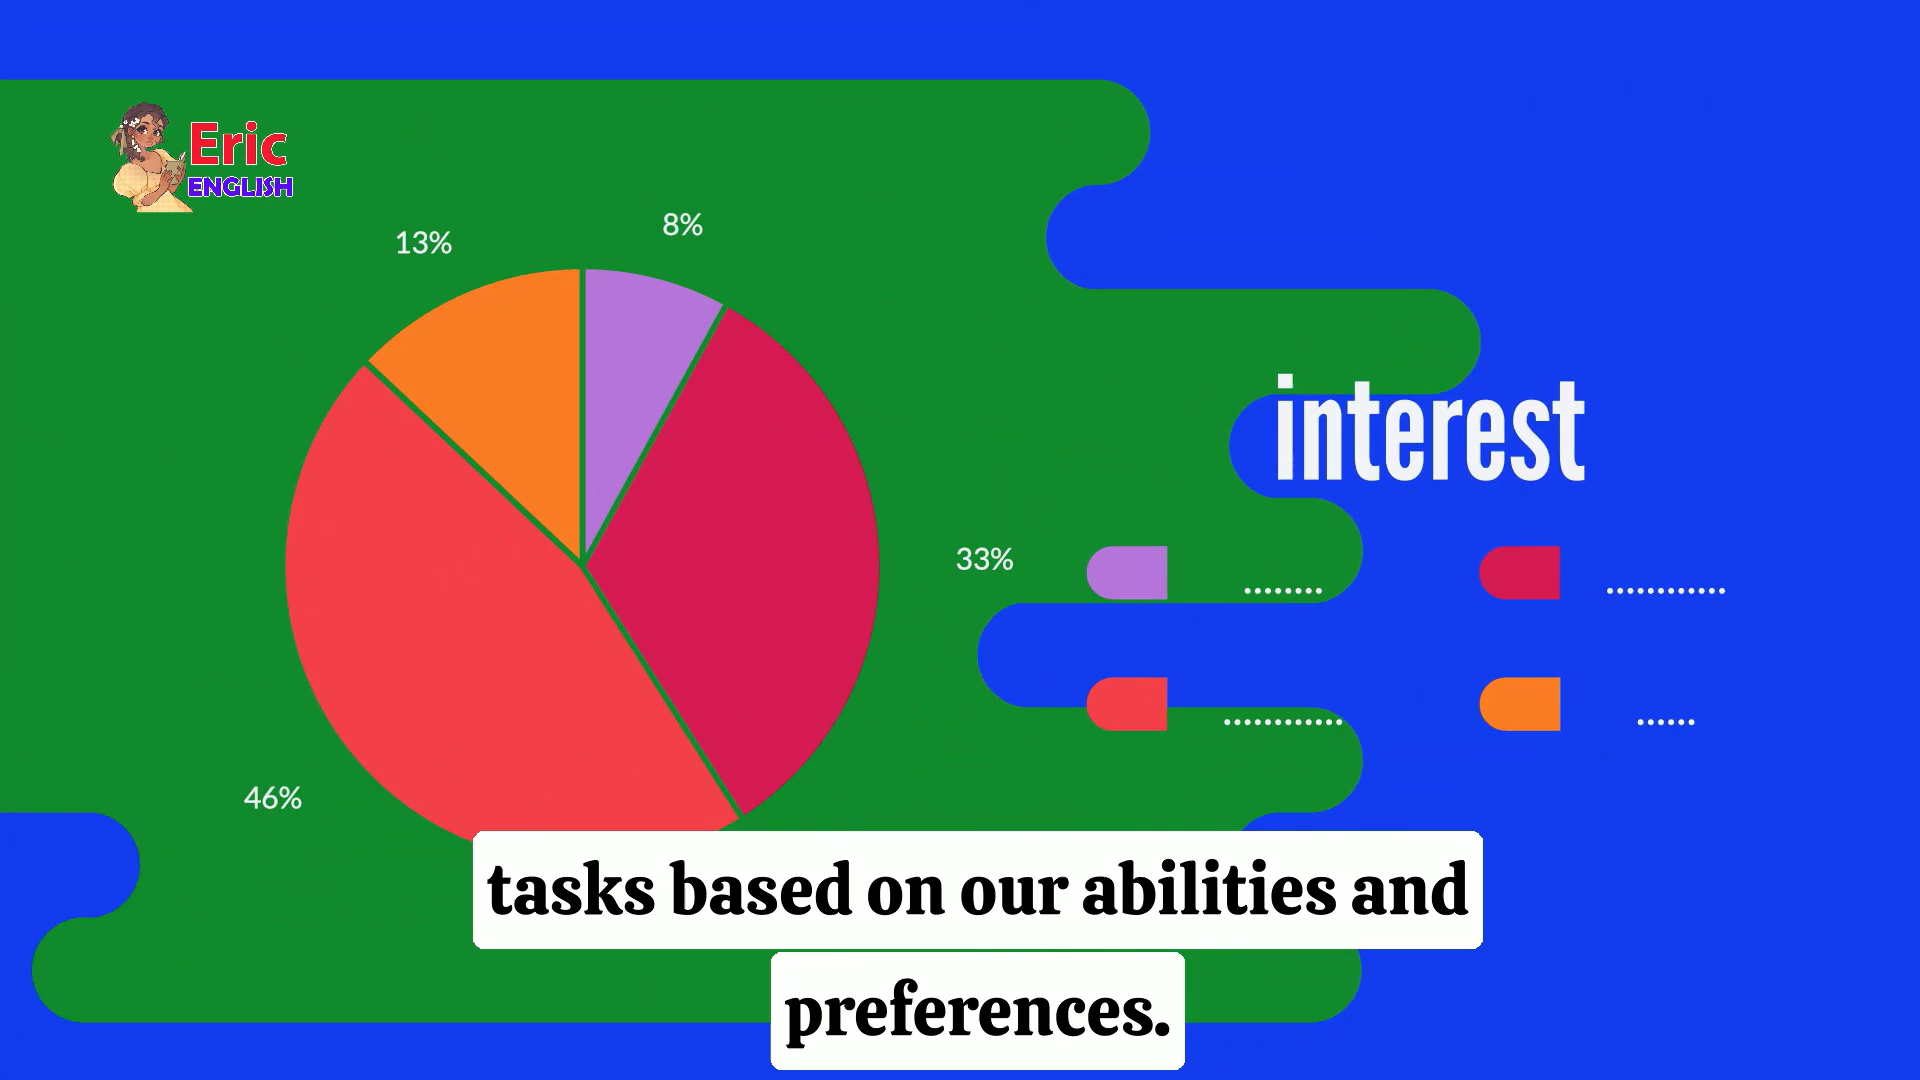 Eric
ENGLISH
13%
8%
interest
33%
........
............
............
......
46%
tasks based on our abilities and
preferences.